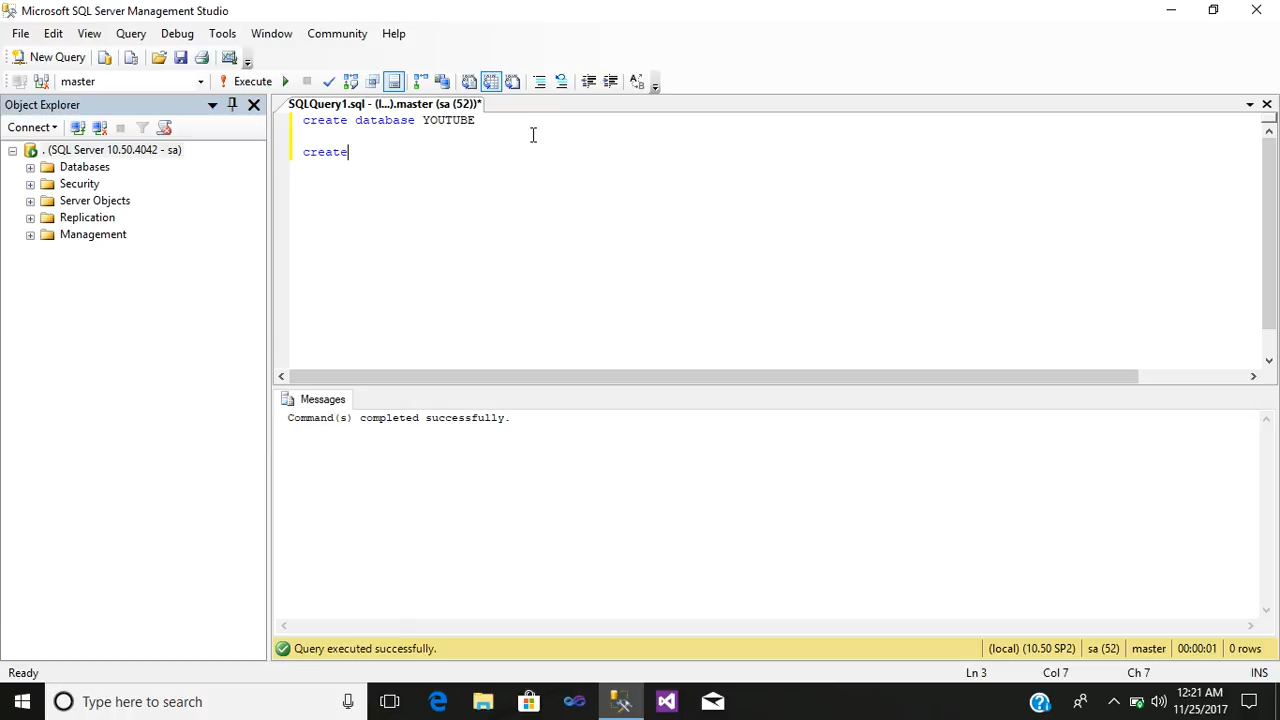 Microsoft SQL Server Management Studio
File Edit View Query Debug Tools Window Community Help
New Query
master Execute
Object Explorer
SQLQuery1.sql - (l...).master (sa (52))*
Connect
create database YOUTUBE
. (SQL Server 10.50.4042 - sa)
create
Databases
Security
Server Objects
Replication
Management
Messages
Command(s) completed successfully.
Query executed successfully. (local) (10.50 SP2) sa (52) master 00:00:01 0 rows
Ready Ln 3 Col 7 Ch 7 INS
Type here to search
12:21 AM
11/25/2017